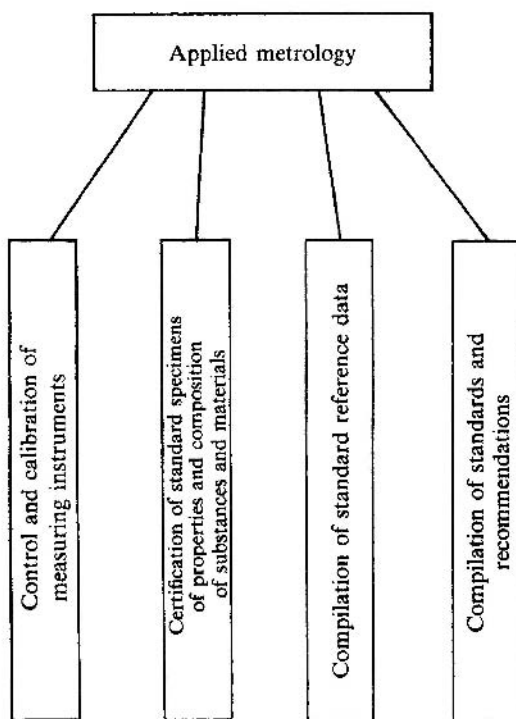 Applied metrology
Control and calibration of
measuring instruments
Certification of standard specimens
of properties and composition
of substances and materials
Compilation of standard reference data
Compilation of standards and
recommendations